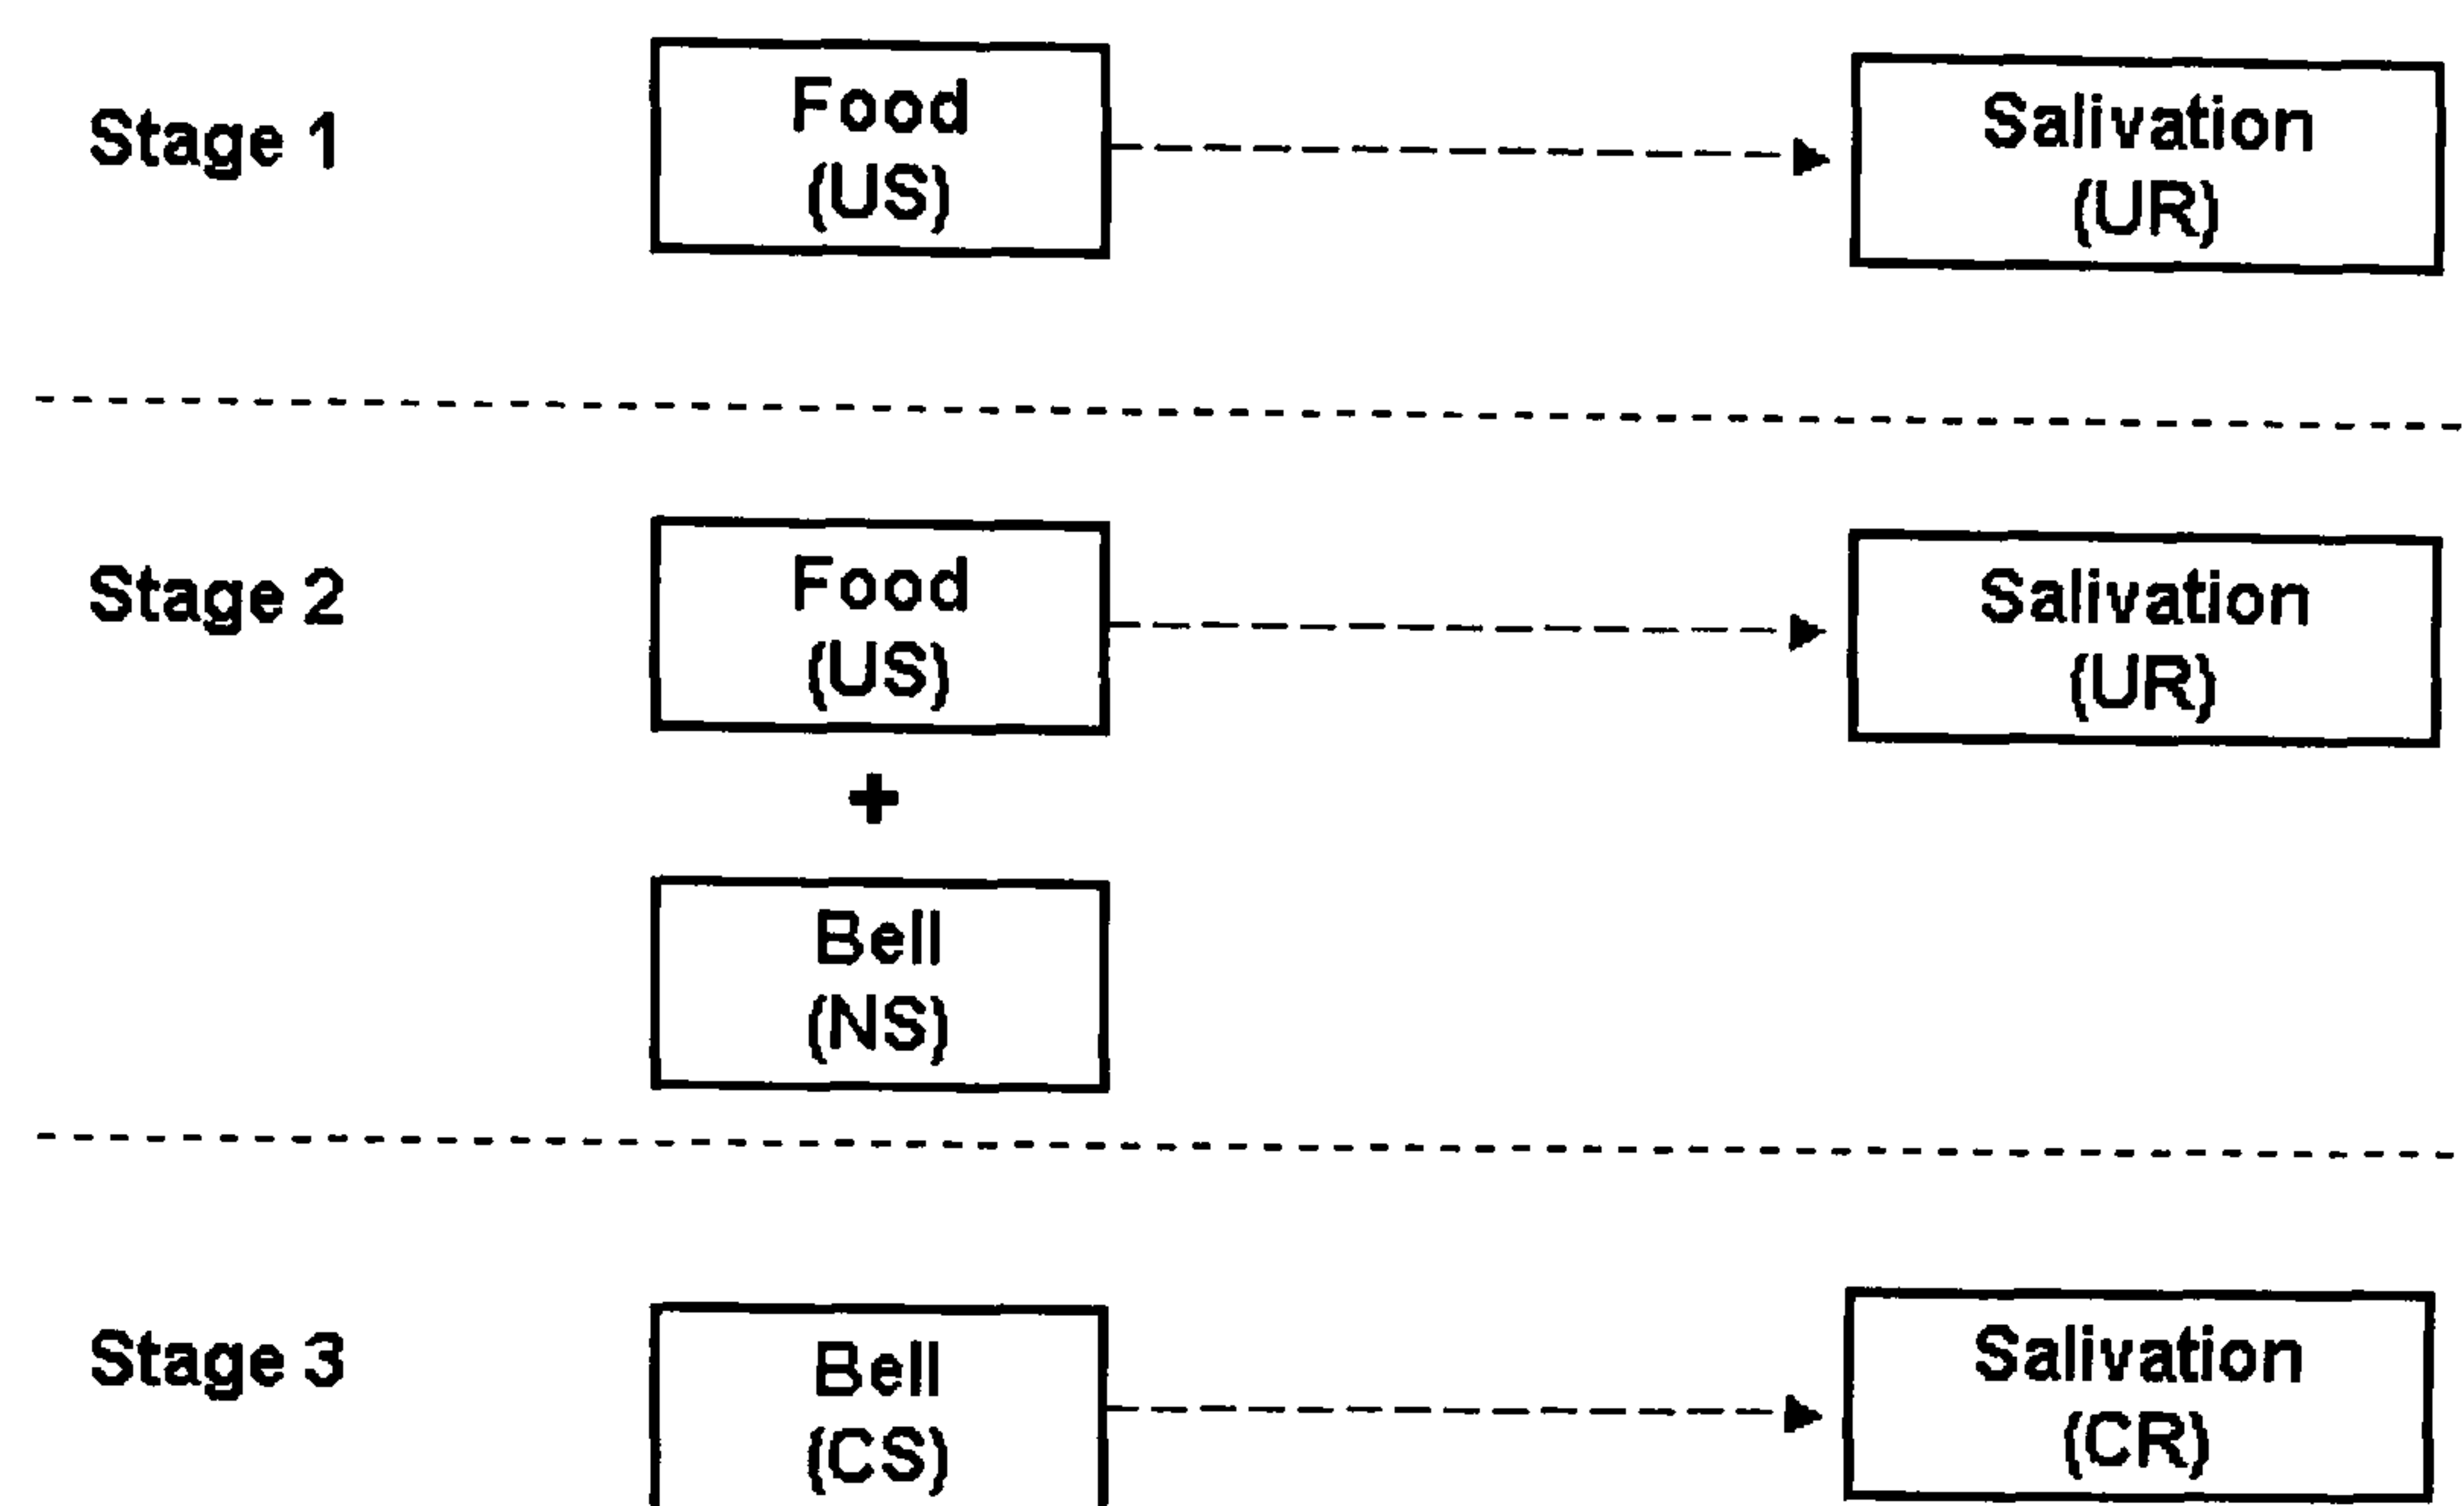 Stage 1
Food
(US)
Salivation
(UR)
Stage 2
Food
(US)
Salivation
(UR)
+
Bell
(NS)
Stage 3
Bell
(CS)
Salivation
(CR)